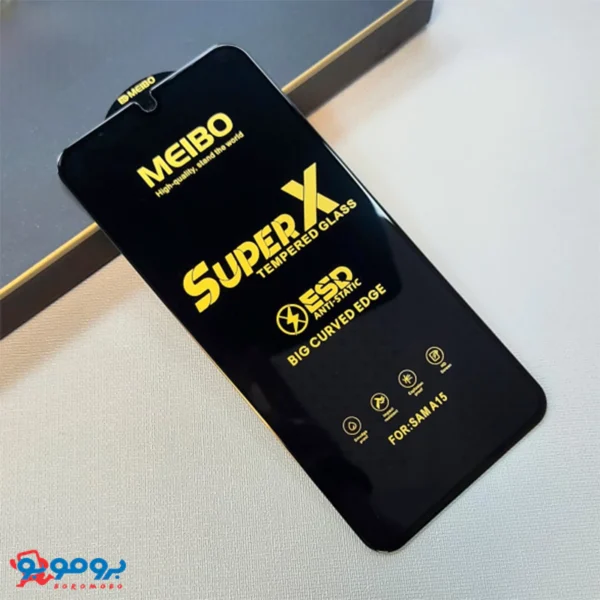 MEIBO
MEIBO
High-quality, stand the world
SUPER X
TEMPERED GLASS
ESD
ANTI-STATIC
BIG CURVED EDGE
FOR:SAM A15
بروموبو
BOROMOBO